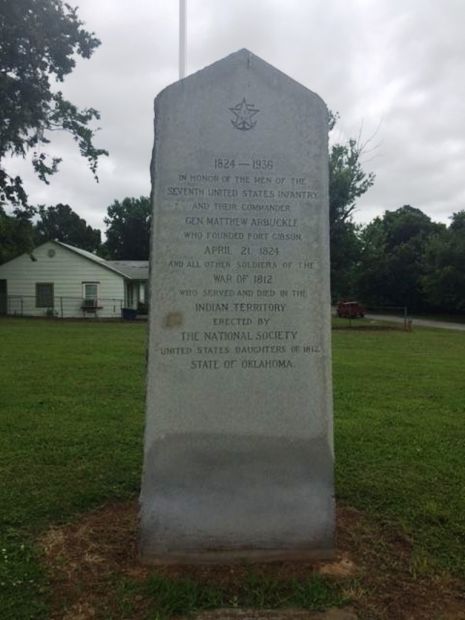 1824 — 1936
IN HONOR OF THE MEN OF THE
SEVENTH UNITED STATES INFANTRY
AND THEIR COMMANDER
GEN. MATTHEW ARBUCKLE
WHO FOUNDED FORT GIBSON
APRIL 21, 1824
AND ALL OTHER SOLDIERS OF THE
WAR OF 1812
WHO SERVED AND DIED IN THE
INDIAN TERRITORY
ERECTED BY
THE NATIONAL SOCIETY
UNITED STATES DAUGHTERS OF 1812
STATE OF OKLAHOMA.